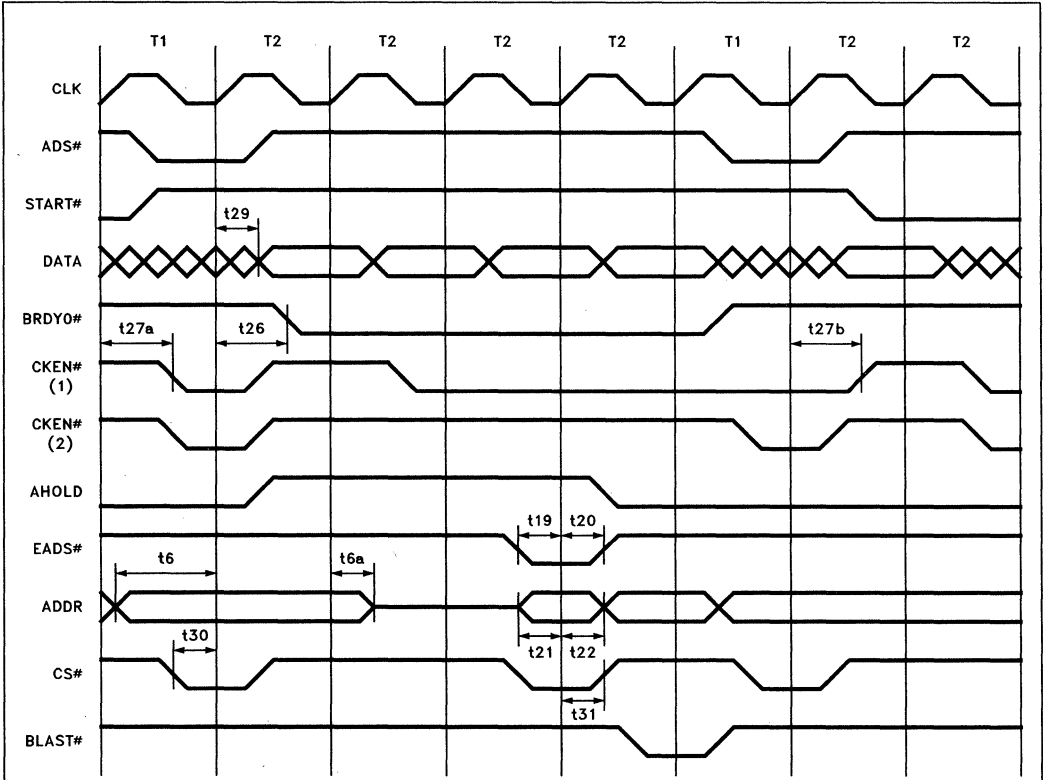 T1 T2 T2 T2 T2 T1 T2 T2
CLK
ADS#
START#
t29
DATA
BRDY0#
t27a t26 t27b
CKEN#
(1)
CKEN#
(2)
AHOLD
t19 t20
EADS#
t6 t6a
ADDR
t30 t21 t22
CS#
t31
BLAST#